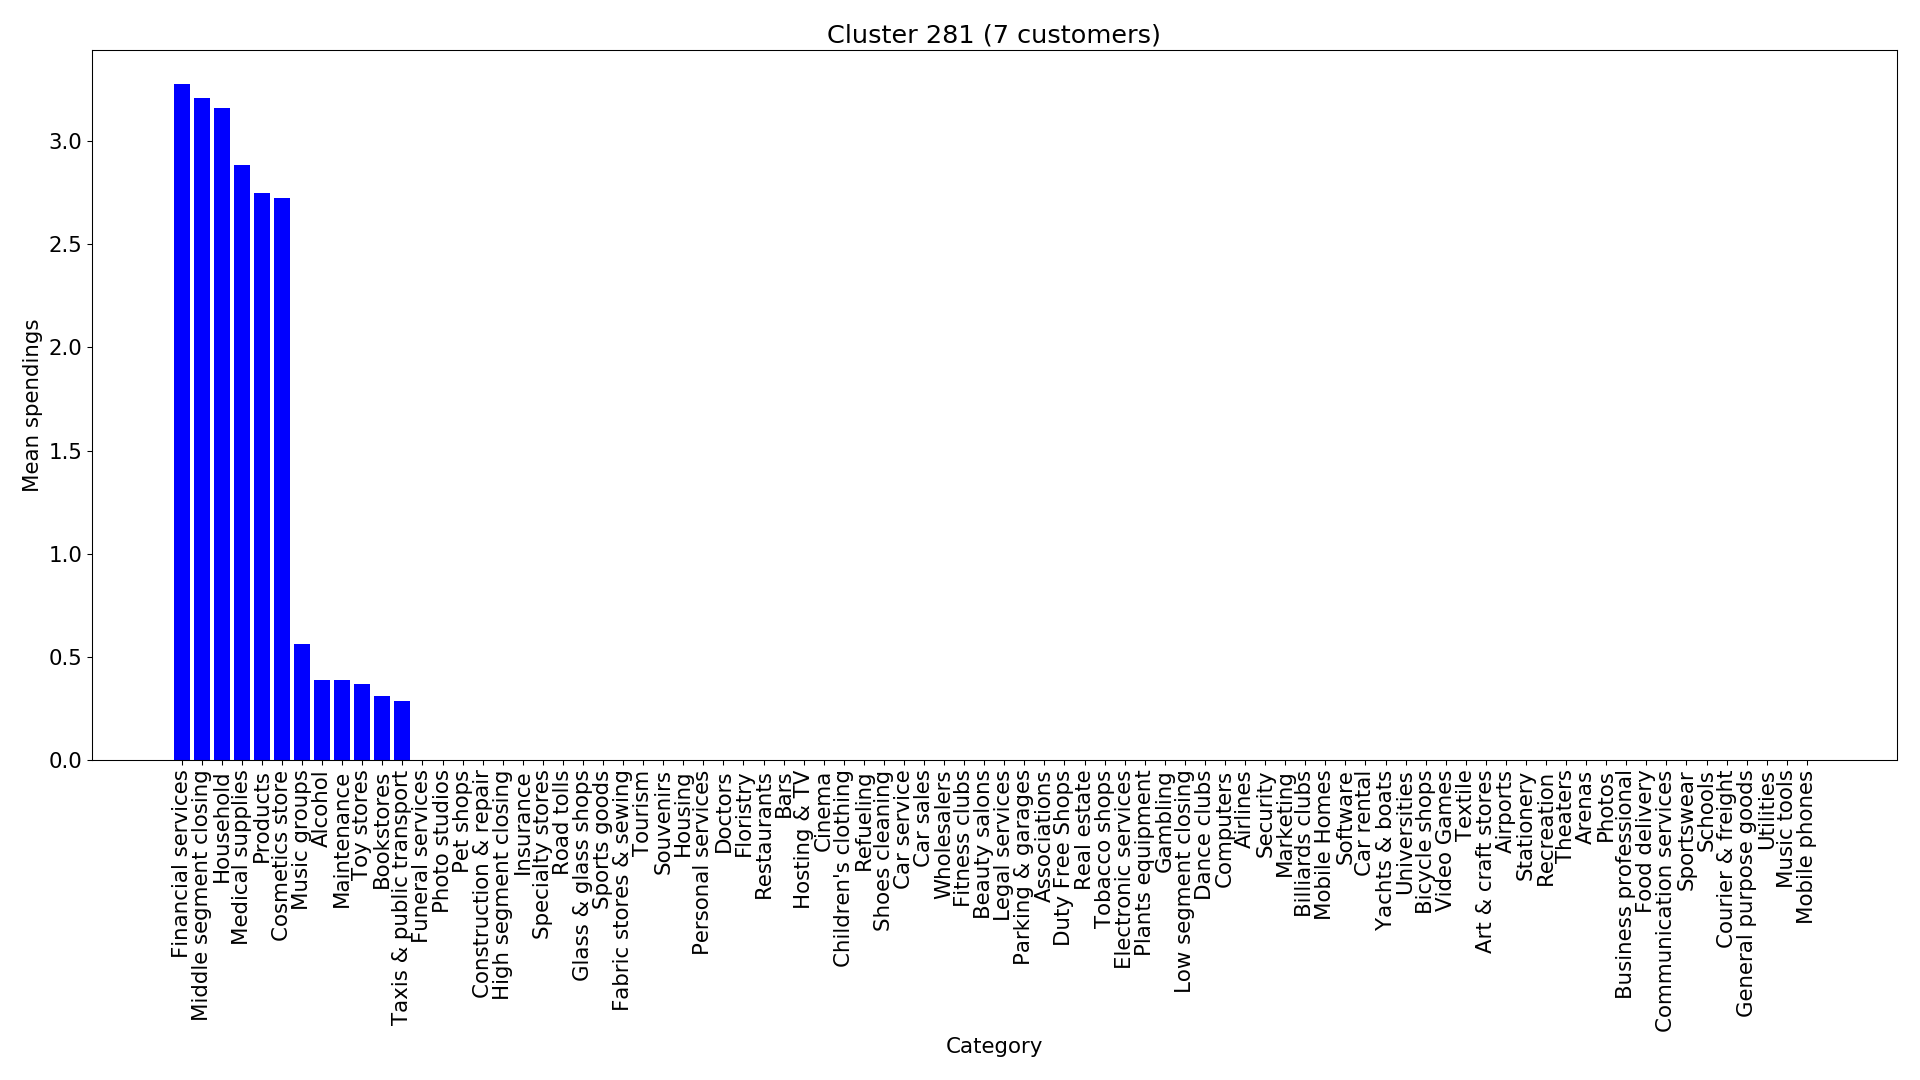 Cluster 281 (7 customers)
Mean spendings
3.0
2.5
2.0
1.5
1.0
0.5
0.0
Financial services
Middle segment closing
Household
Medical supplies
Products
Cosmetics store
Music groups
Alcohol
Maintenance
Toy stores
Bookstores
Taxis & public transport
Funeral services
Photo studios
Pet shops
Construction & repair
High segment closing
Insurance
Specialty stores
Road tolls
Glass & glass shops
Sports goods
Fabric stores & sewing
Tourism
Souvenirs
Housing
Personal services
Doctors
Floristry
Restaurants
Bars
Hosting & TV
Cinema
Children's clothing
Refueling
Shoes cleaning
Car service
Car sales
Wholesalers
Fitness clubs
Beauty salons
Legal services
Parking & garages
Associations
Duty Free Shops
Real estate
Tobacco shops
Electronic services
Plants equipment
Gambling
Low segment closing
Dance clubs
Computers
Airlines
Security
Marketing
Billiards clubs
Mobile Homes
Software
Car rental
Yachts & boats
Universities
Bicycle shops
Video Games
Textile
Art & craft stores
Airports
Stationery
Recreation
Theaters
Arenas
Photos
Business professional
Food delivery
Communication services
Sportswear
Schools
Courier & freight
General purpose goods
Utilities
Music tools
Mobile phones
Category